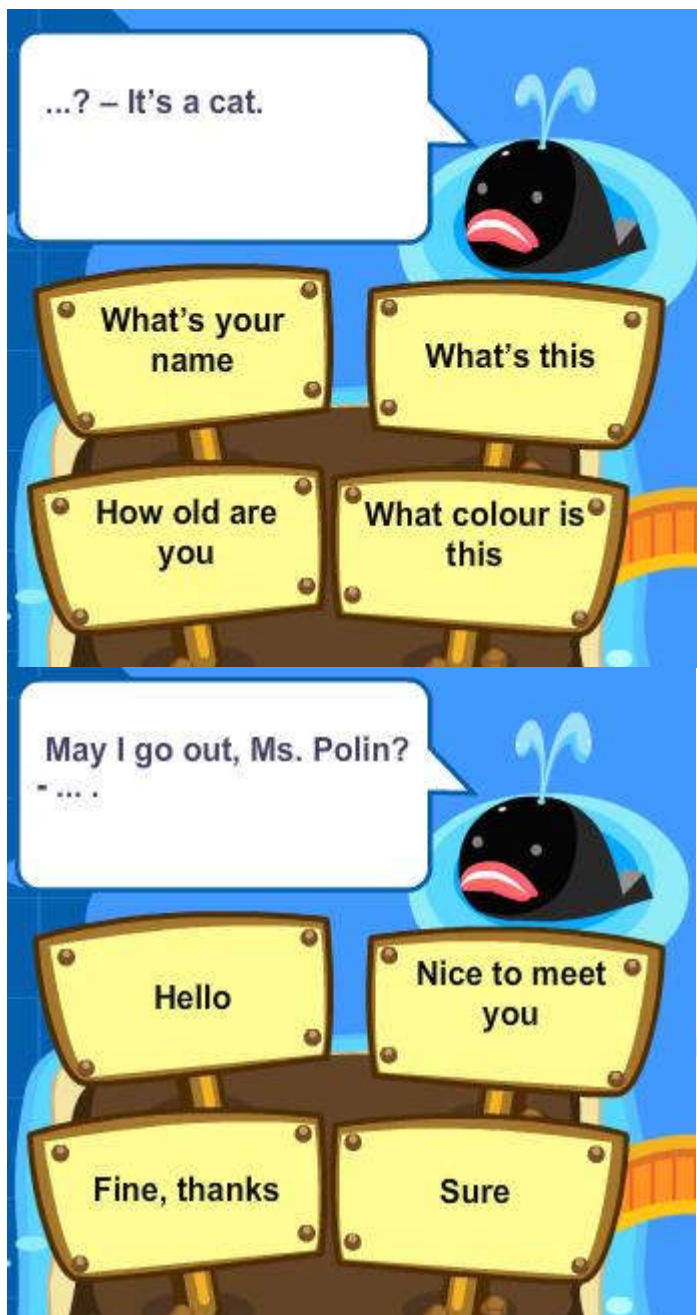 ...? – It's a cat.
What's your
name
What's this
How old are
you
What colour is
this
May I go out, Ms. Polin?
- ... .
Hello
Nice to meet
you
Fine, thanks
Sure